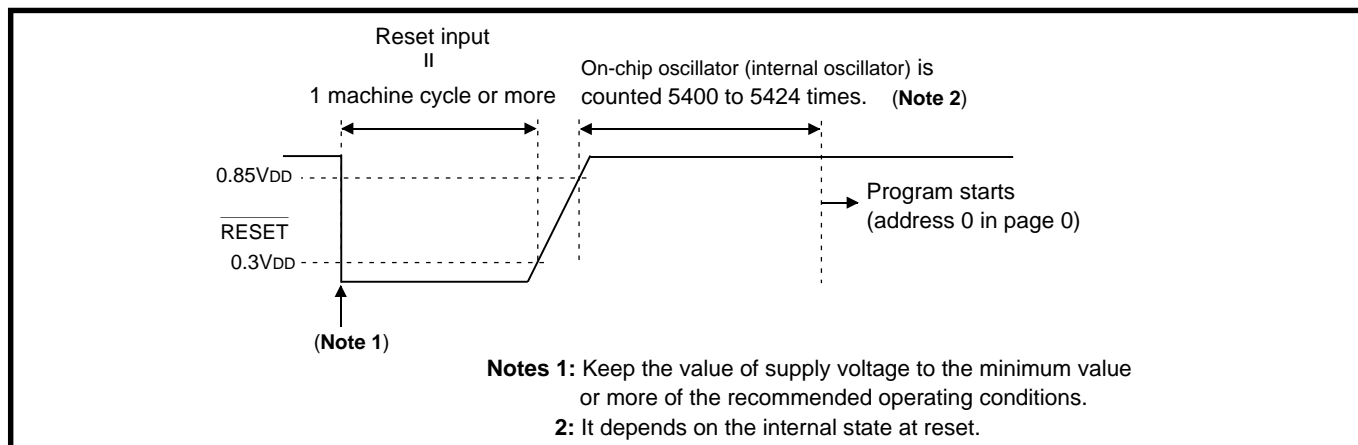 Reset input
=
1 machine cycle or more
On-chip oscillator (internal oscillator) is
counted 5400 to 5424 times. (Note 2)
0.85VDD
RESET
0.3VDD
Program starts
(address 0 in page 0)
(Note 1)
Notes 1: Keep the value of supply voltage to the minimum value
or more of the recommended operating conditions.
2: It depends on the internal state at reset.